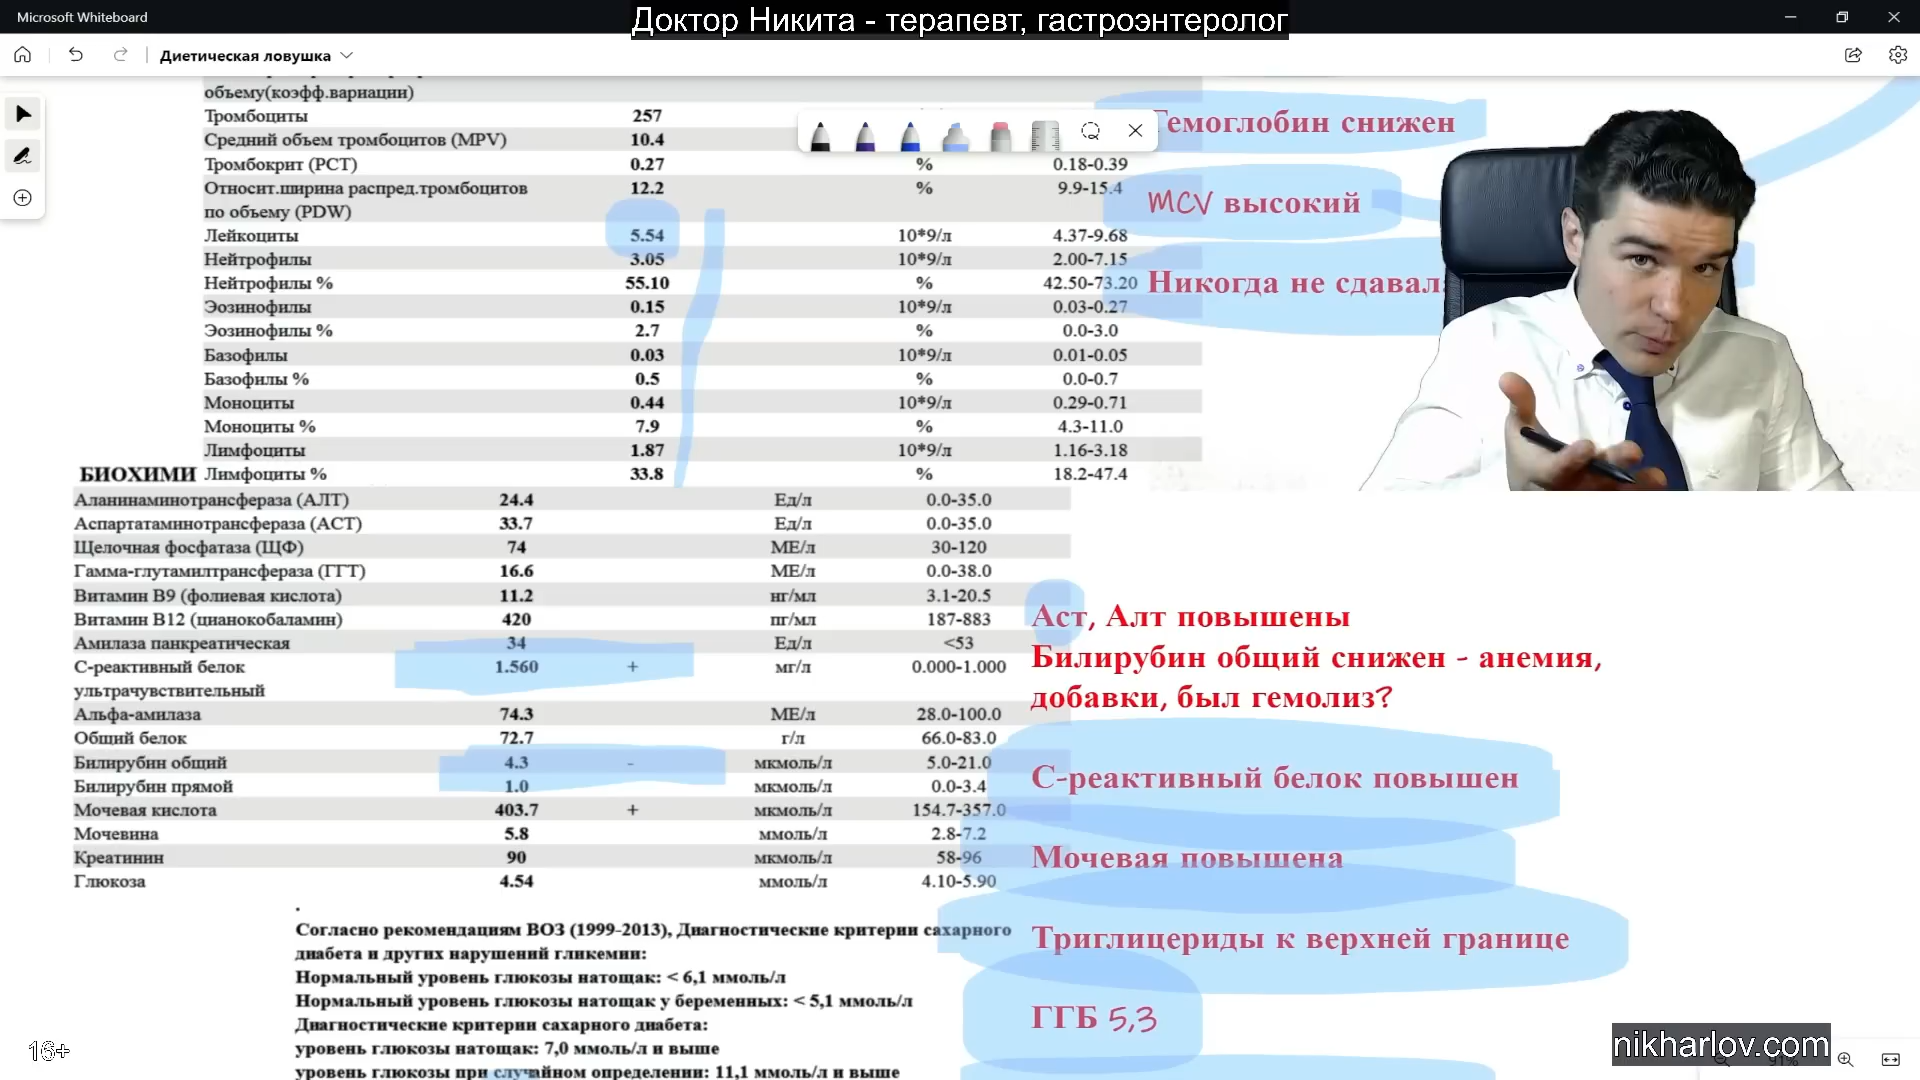 Microsoft Whiteboard
Доктор Никита - терапевт, гастроэнтеролог
Диетическая ловушка
объему(коэфф.вариации)
Тромбоциты 257
Средний объем тромбоцитов (MPV) 10.4
Тромбокрит (PCT) 0.27 % 0.18-0.39
Относит.ширина распред.тромбоцитов 12.2 % 9.9-15.4
по объему (PDW)
Лейкоциты 5.54 10*9/л 4.37-9.68
Нейтрофилы 3.05 10*9/л 2.00-7.15
Нейтрофилы % 55.10 % 42.50-73.20
Эозинофилы 0.15 10*9/л 0.03-0.27
Эозинофилы % 2.7 % 0.0-3.0
Базофилы 0.03 10*9/л 0.01-0.05
Базофилы % 0.5 % 0.0-0.7
Моноциты 0.44 10*9/л 0.29-0.71
Моноциты % 7.9 % 4.3-11.0
Лимфоциты 1.87 10*9/л 1.16-3.18
БИОХИМИ Лимфоциты % 33.8 % 18.2-47.4
Аланинаминотрансфераза (АЛТ) 24.4 Ед/л 0.0-35.0
Аспартатаминотрансфераза (АСТ) 33.7 Ед/л 0.0-35.0
Щелочная фосфатаза (ЩФ) 74 МЕ/л 30-120
Гамма-глутамилтрансфераза (ГГТ) 16.6 МЕ/л 0.0-38.0
Витамин В9 (фолиевая кислота) 11.2 нг/мл 3.1-20.5
Витамин В12 (цианокобаламин) 420 пг/мл 187-883
Амилаза панкреатическая 34 Ед/л <53
С-реактивный белок 1.560 + мг/л 0.000-1.000
ультрачувствительный
Альфа-амилаза 74.3 МЕ/л 28.0-100.0
Общий белок 72.7 г/л 66.0-83.0
Билирубин общий 4.3 - мкмоль/л 5.0-21.0
Билирубин прямой 1.0 мкмоль/л 0.0-3.4
Мочевая кислота 403.7 + мкмоль/л 154.7-357.0
Мочевина 5.8 ммоль/л 2.8-7.2
Креатинин 90 мкмоль/л 58-96
Глюкоза 4.54 ммоль/л 4.10-5.90
.
Согласно рекомендациям ВОЗ (1999-2013), Диагностические критерии сахарного
диабета и других нарушений гликемии:
Нормальный уровень глюкозы натощак: < 6,1 ммоль/л
Нормальный уровень глюкозы натощак у беременных: < 5,1 ммоль/л
Диагностические критерии сахарного диабета:
уровень глюкозы натощак: 7,0 ммоль/л и выше
уровень глюкозы при случайном определении: 11,1 ммоль/л и выше
Гемоглобин снижен
MCV высокий
Никогда не сдавал
Аст, Алт повышены
Билирубин общий снижен - анемия,
добавки, был гемолиз?
С-реактивный белок повышен
Мочевая повышена
Триглицериды к верхней границе
ГГБ 5,3
16+
nikharlov.com